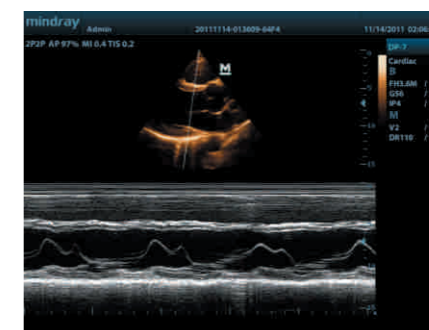 mindray
Admin 20111114-013609-64F4 11/14/2011 02:06
2P2P AP 97% MI 0.4 TIS 0.2
DP-7
M
Cardiac
B
FH3.6M /
G56 /
IP4 /
M
V2 /
DR110 /